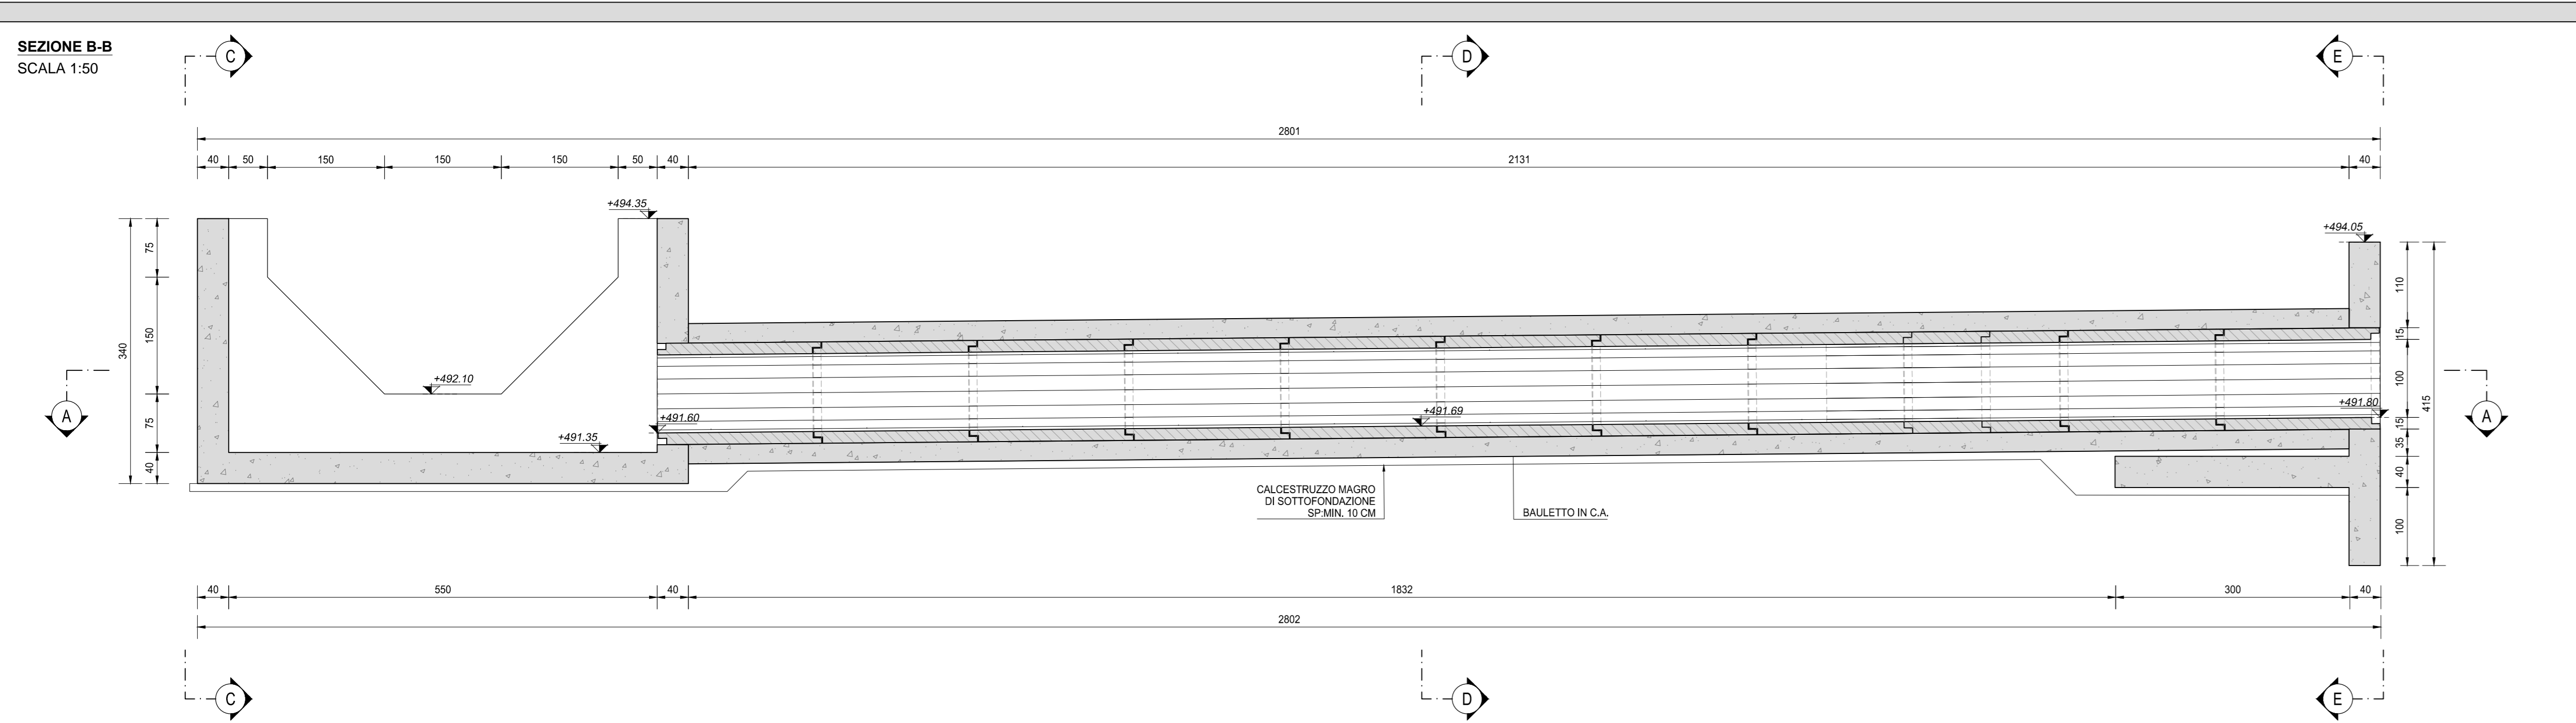 SEZIONE B-B
SCALA 1:50
C
D
E
2801
40 50 150 150 150 50 40 2131 40
+494.35
+494.05
340
75
150
75
40
+492.10
+491.60
+491.35
+491.69
+491.80
110
15
100
15
35
40
100
415
A
A
CALCESTRUZZO MAGRO
DI SOTTOFONDAZIONE
SP:MIN. 10 CM
BAULETTO IN C.A.
40 550 40 1832 300 40
2802
C
D
E